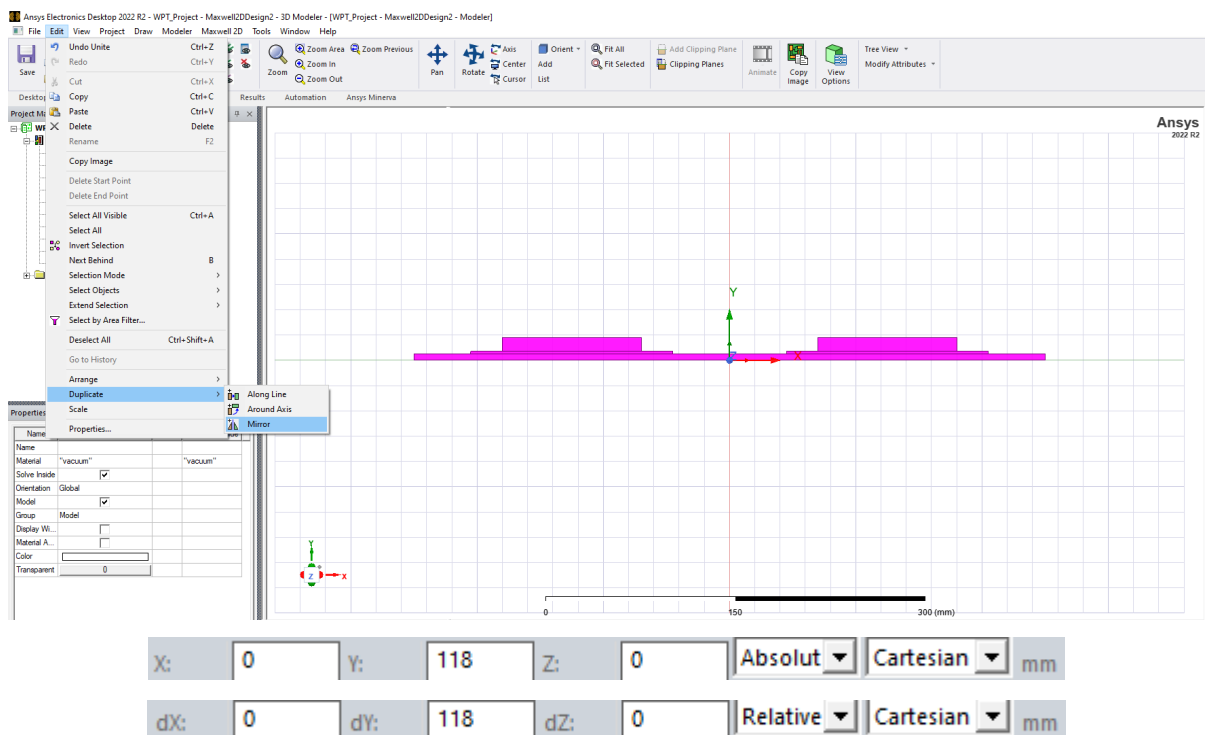 Ansys Electronics Desktop 2022 R2 - WPT_Project - Maxwell2DDesign2 - 3D Modeler - [WPT_Project - Maxwell2DDesign2 - Modeler]
File Edit View Project Draw Modeler Maxwell 2D Tools Window Help
Save
Zoom
Zoom Area Zoom Previous
Zoom In
Zoom Out
Pan
Rotate
Axis
Center
Cursor
Orient
Add
List
Fit All
Fit Selected
Add Clipping Plane
Clipping Planes
Animate
Copy Image
View Options
Tree View
Modify Attributes
Results Automation Ansys Minerva
Undo Unite Ctrl+Z
Redo Ctrl+Y
Cut Ctrl+X
Copy Ctrl+C
Paste Ctrl+V
Delete Delete
Rename F2
Copy Image
Delete Start Point
Delete End Point
Select All Visible Ctrl+A
Select All
Invert Selection
Next Behind B
Selection Mode
Select Objects
Extend Selection
Select by Area Filter...
Deselect All Ctrl+Shift+A
Go to History
Arrange
Duplicate
Scale
Properties...
Along Line
Around Axis
Mirror
Properties
Name
Name
Material "vacuum" "vacuum"
Solve Inside
Orientation Global
Model
Group Model
Display Wi...
Material A...
Color
Transparent 0
Ansys
2022 R2
Y
X
Y
Z X
0 150 300 (mm)
X: 0 Y: 118 Z: 0 Absolut Cartesian mm
dX: 0 dY: 118 dZ: 0 Relative Cartesian mm